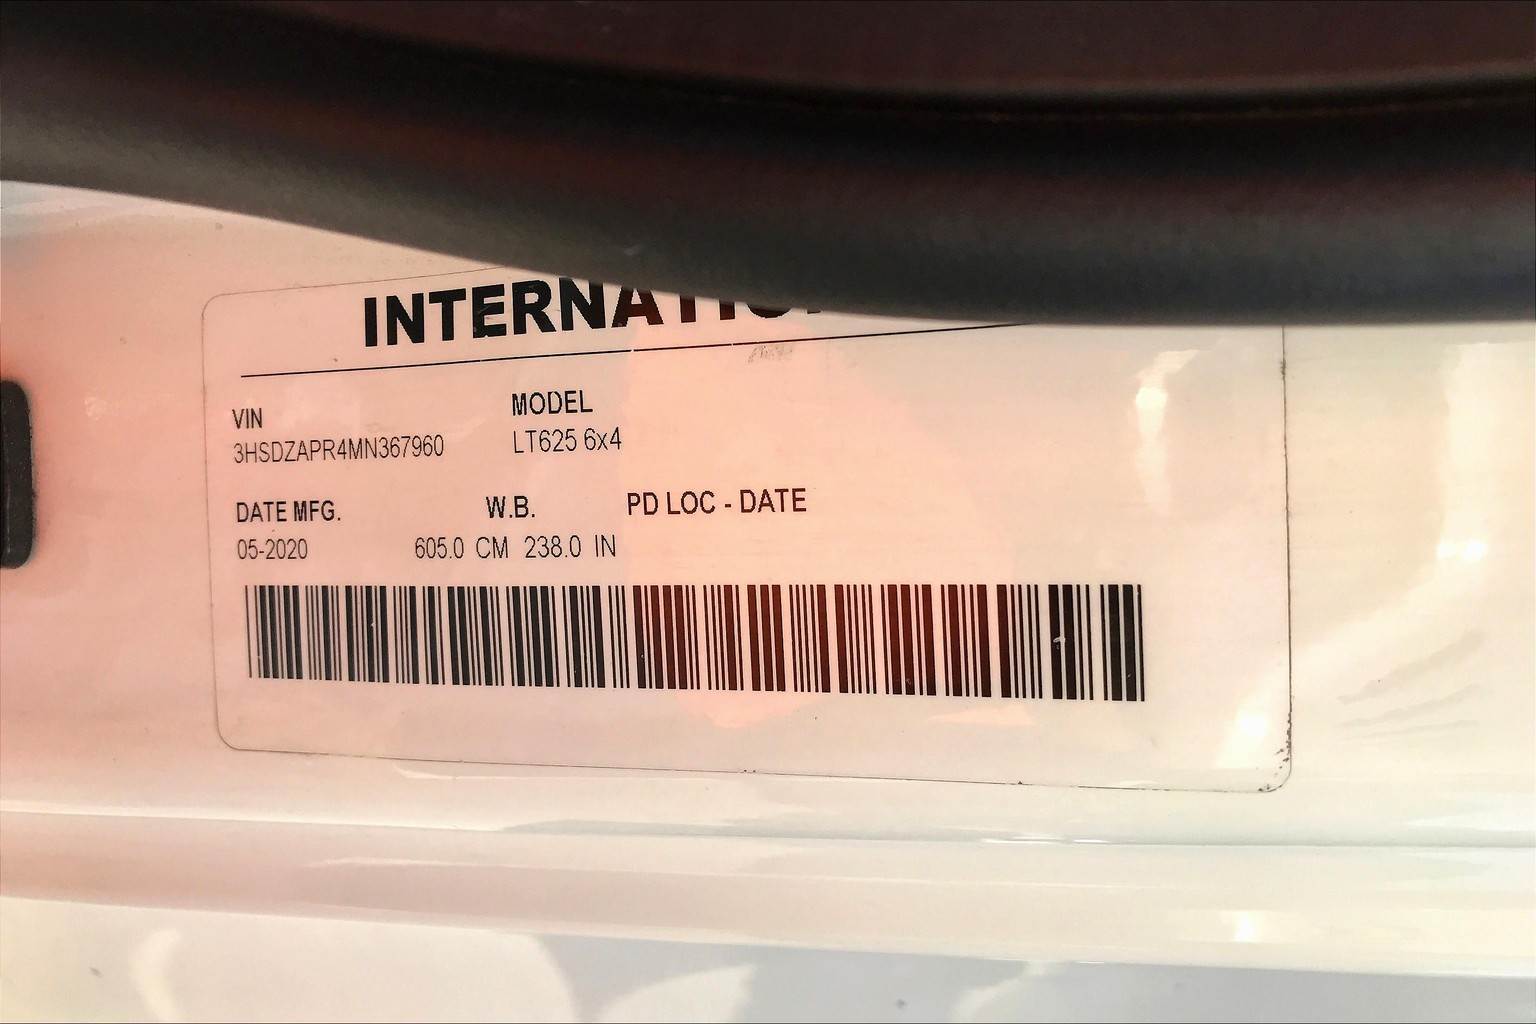 INTERNATIO
VIN
3HSDZAPR4MN367960
MODEL
LT625 6x4
DATE MFG.
05-2020
W.B.
605.0 CM 238.0 IN
PD LOC - DATE